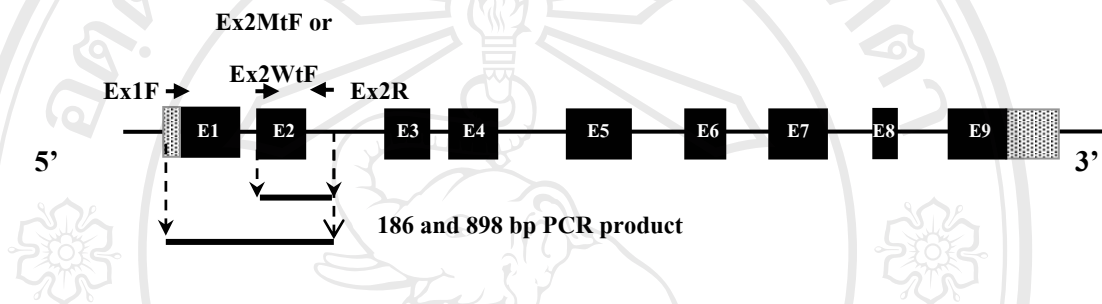 Ex2MtF or
Ex1F Ex2WtF Ex2R
E1 E2 E3 E4 E5 E6 E7 E8 E9
5’ 3’
186 and 898 bp PCR product